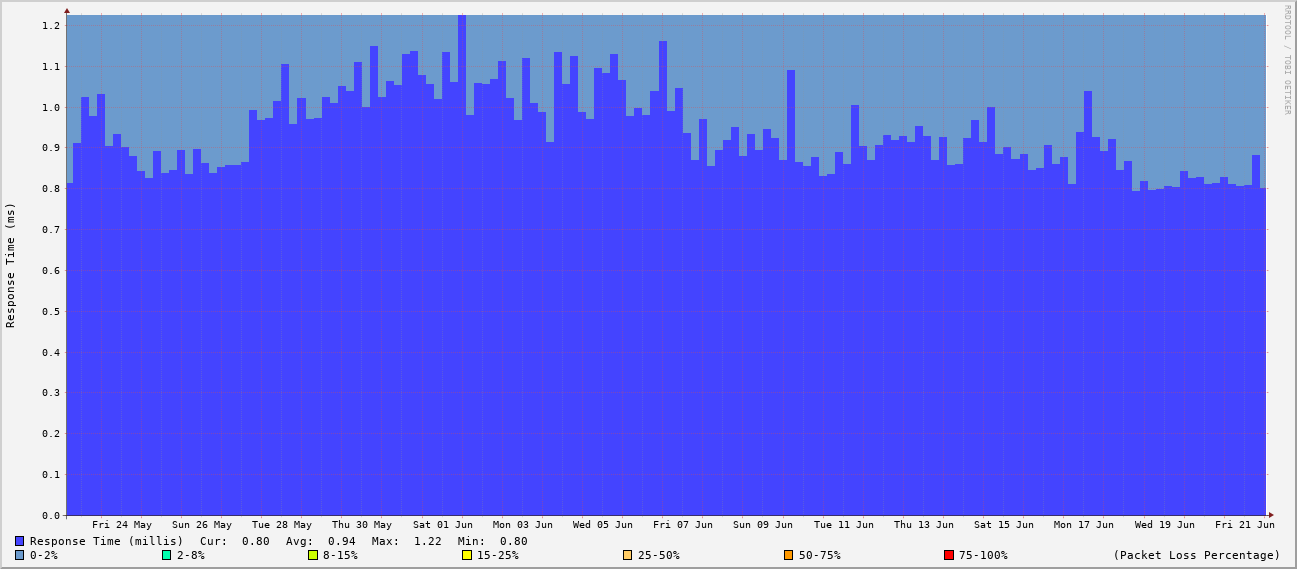 RRDTOOL / TOBI OETIKER
Response Time (ms)
1.2
1.1
1.0
0.9
0.8
0.7
0.6
0.5
0.4
0.3
0.2
0.1
0.0
Fri 24 May Sun 26 May Tue 28 May Thu 30 May Sat 01 Jun Mon 03 Jun Wed 05 Jun Fri 07 Jun Sun 09 Jun Tue 11 Jun Thu 13 Jun Sat 15 Jun Mon 17 Jun Wed 19 Jun Fri 21 Jun
Response Time (millis) Cur: 0.80 Avg: 0.94 Max: 1.22 Min: 0.80
0-2% 2-8% 8-15% 15-25% 25-50% 50-75% 75-100% (Packet Loss Percentage)